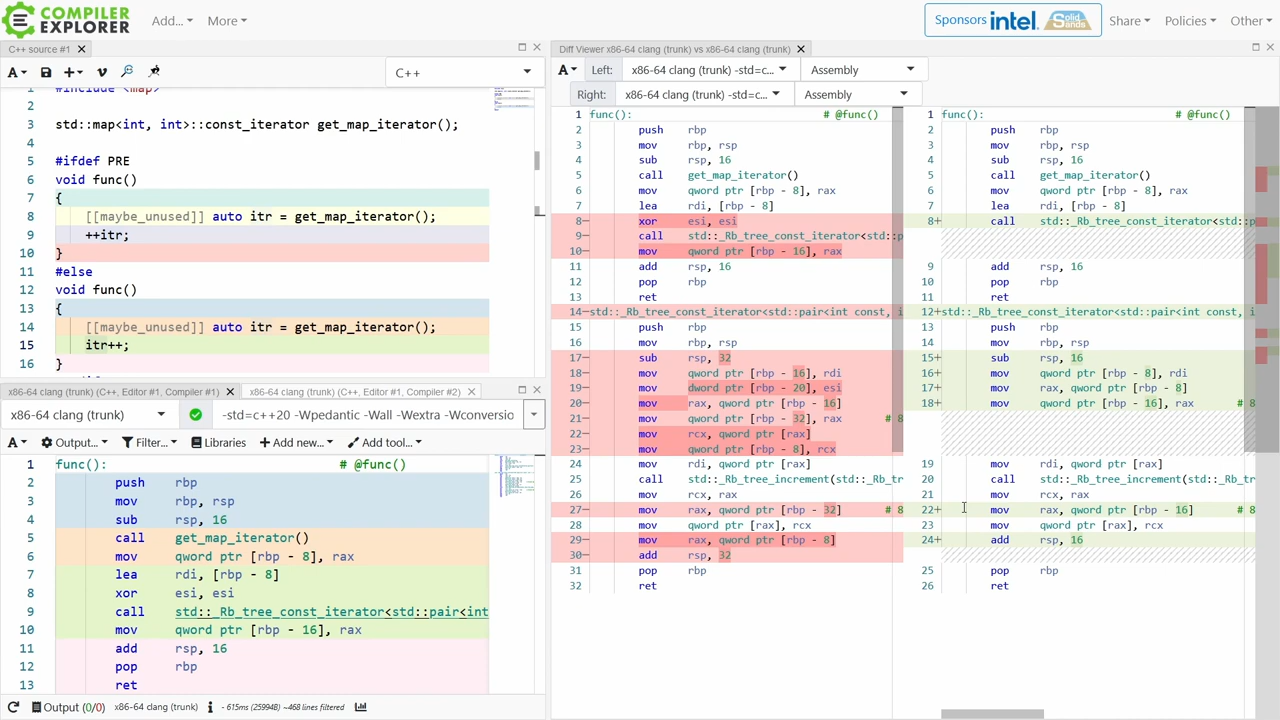 COMPILER
EXPLORER
Add...
More
Sponsors intel. Solid Sands
Share
Policies
Other
C++ source #1
A
C++
#include <map>
2
3 std::map<int, int>::const_iterator get_map_iterator();
4
5 #ifdef PRE
6 void func()
7 {
8 [[maybe_unused]] auto itr = get_map_iterator();
9 ++itr;
10 }
11 #else
12 void func()
13 {
14 [[maybe_unused]] auto itr = get_map_iterator();
15 itr++;
16 }
x86-64 clang (trunk) (C++, Editor #1, Compiler #1)
x86-64 clang (trunk) (C++, Editor #1, Compiler #2)
x86-64 clang (trunk)
-std=c++20 -Wpedantic -Wall -Wextra -Wconversio
A
Output...
Filter...
Libraries
Add new...
Add tool...
1 func(): # @func()
2 push rbp
3 mov rbp, rsp
4 sub rsp, 16
5 call get_map_iterator()
6 mov qword ptr [rbp - 8], rax
7 lea rdi, [rbp - 8]
8 xor esi, esi
9 call std::_Rb_tree_const_iterator<std::pair<int
10 mov qword ptr [rbp - 16], rax
11 add rsp, 16
12 pop rbp
13 ret
Output (0/0)
x86-64 clang (trunk)
- 615ms (25994B) ~468 lines filtered
Diff Viewer x86-64 clang (trunk) vs x86-64 clang (trunk)
A
Left:
x86-64 clang (trunk) -std=c...
Assembly
Right:
x86-64 clang (trunk) -std=c...
Assembly
1 func(): # @func()
2 push rbp
3 mov rbp, rsp
4 sub rsp, 16
5 call get_map_iterator()
6 mov qword ptr [rbp - 8], rax
7 lea rdi, [rbp - 8]
8- xor esi, esi
9- call std::_Rb_tree_const_iterator<std::p
10- mov qword ptr [rbp - 16], rax
11 add rsp, 16
12 pop rbp
13 ret
14- std::_Rb_tree_const_iterator<std::pair<int const, i
15 push rbp
16 mov rbp, rsp
17- sub rsp, 32
18- mov qword ptr [rbp - 16], rdi
19- mov dword ptr [rbp - 20], esi
20- mov rax, qword ptr [rbp - 16]
21- mov qword ptr [rbp - 32], rax # 8
22- mov rcx, qword ptr [rax]
23- mov qword ptr [rbp - 8], rcx
24 mov rdi, qword ptr [rax]
25 call std::_Rb_tree_increment(std::_Rb_tr
26 mov rcx, rax
27- mov rax, qword ptr [rbp - 32] # 8
28 mov qword ptr [rax], rcx
29- mov rax, qword ptr [rbp - 8]
30- add rsp, 32
31 pop rbp
32 ret
1 func(): # @func()
2 push rbp
3 mov rbp, rsp
4 sub rsp, 16
5 call get_map_iterator()
6 mov qword ptr [rbp - 8], rax
7 lea rdi, [rbp - 8]
8+ call std::_Rb_tree_const_iterator<std::p
9 add rsp, 16
10 pop rbp
11 ret
12+ std::_Rb_tree_const_iterator<std::pair<int const, i
13 push rbp
14 mov rbp, rsp
15+ sub rsp, 16
16+ mov qword ptr [rbp - 8], rdi
17+ mov rax, qword ptr [rbp - 8]
18+ mov qword ptr [rbp - 16], rax # 8
19 mov rdi, qword ptr [rax]
20 call std::_Rb_tree_increment(std::_Rb_tr
21 mov rcx, rax
22+ mov rax, qword ptr [rbp - 16] # 8
23 mov qword ptr [rax], rcx
24+ add rsp, 16
25 pop rbp
26 ret